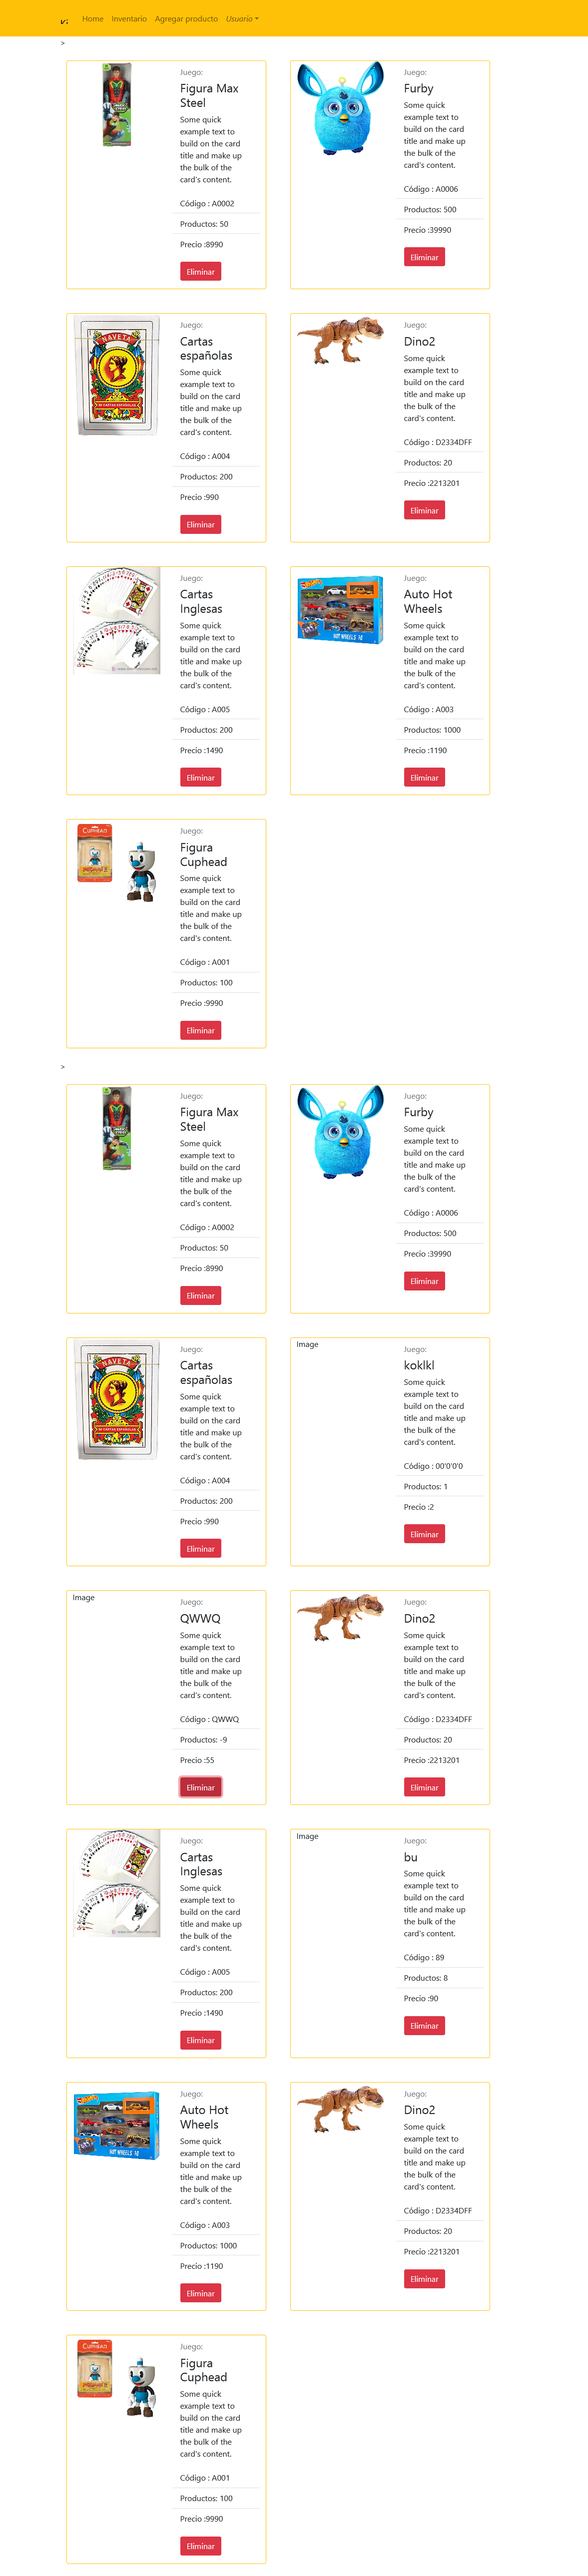 Home Inventario Agregar producto Usuario
>
Juego:
Figura Max
Steel
Some quick
example text to
build on the card
title and make up
the bulk of the
card's content.
Código : A0002
Productos: 50
Precio :8990
Eliminar
Juego:
Furby
Some quick
example text to
build on the card
title and make up
the bulk of the
card's content.
Código : A0006
Productos: 500
Precio :39990
Eliminar
NAVETA
Juego:
Cartas
españolas
Some quick
example text to
build on the card
title and make up
the bulk of the
card's content.
Código : A004
Productos: 200
Precio :990
Eliminar
Juego:
Dino2
Some quick
example text to
build on the card
title and make up
the bulk of the
card's content.
Código : D2334DFF
Productos: 20
Precio :2213201
Eliminar
Juego:
Cartas
Inglesas
Some quick
example text to
build on the card
title and make up
the bulk of the
card's content.
Código : A005
Productos: 200
Precio :1490
Eliminar
HOT WHEELS
Juego:
Auto Hot
Wheels
Some quick
example text to
build on the card
title and make up
the bulk of the
card's content.
Código : A003
Productos: 1000
Precio :1190
Eliminar
CUPHEAD
Juego:
Figura
Cuphead
Some quick
example text to
build on the card
title and make up
the bulk of the
card's content.
Código : A001
Productos: 100
Precio :9990
Eliminar
>
Juego:
Figura Max
Steel
Some quick
example text to
build on the card
title and make up
the bulk of the
card's content.
Código : A0002
Productos: 50
Precio :8990
Eliminar
Juego:
Furby
Some quick
example text to
build on the card
title and make up
the bulk of the
card's content.
Código : A0006
Productos: 500
Precio :39990
Eliminar
NAVETA
Juego:
Cartas
españolas
Some quick
example text to
build on the card
title and make up
the bulk of the
card's content.
Código : A004
Productos: 200
Precio :990
Eliminar
Image
Juego:
koklkl
Some quick
example text to
build on the card
title and make up
the bulk of the
card's content.
Código : 00'0'0'0
Productos: 1
Precio :2
Eliminar
Image
Juego:
QWWQ
Some quick
example text to
build on the card
title and make up
the bulk of the
card's content.
Código : QWWQ
Productos: -9
Precio :55
Eliminar
Juego:
Dino2
Some quick
example text to
build on the card
title and make up
the bulk of the
card's content.
Código : D2334DFF
Productos: 20
Precio :2213201
Eliminar
Juego:
Cartas
Inglesas
Some quick
example text to
build on the card
title and make up
the bulk of the
card's content.
Código : A005
Productos: 200
Precio :1490
Eliminar
Image
Juego:
bu
Some quick
example text to
build on the card
title and make up
the bulk of the
card's content.
Código : 89
Productos: 8
Precio :90
Eliminar
HOT WHEELS
Juego:
Auto Hot
Wheels
Some quick
example text to
build on the card
title and make up
the bulk of the
card's content.
Código : A003
Productos: 1000
Precio :1190
Eliminar
Juego:
Dino2
Some quick
example text to
build on the card
title and make up
the bulk of the
card's content.
Código : D2334DFF
Productos: 20
Precio :2213201
Eliminar
CUPHEAD
Juego:
Figura
Cuphead
Some quick
example text to
build on the card
title and make up
the bulk of the
card's content.
Código : A001
Productos: 100
Precio :9990
Eliminar